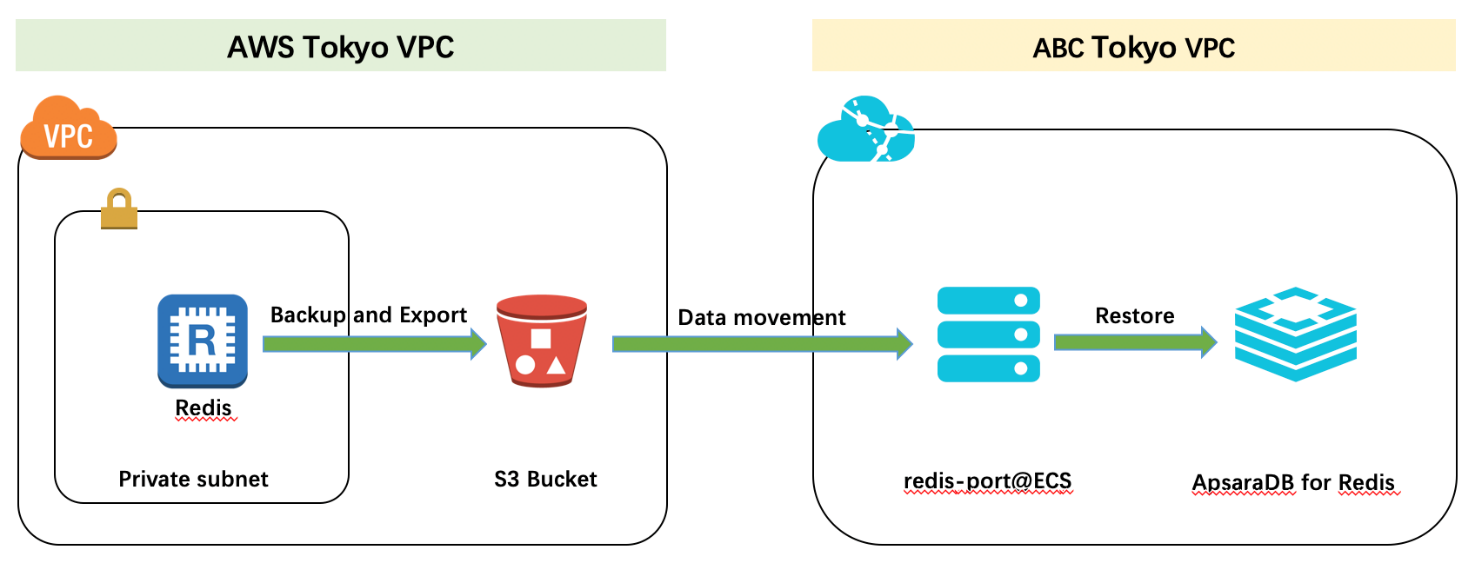 AWS Tokyo VPC
ABC Tokyo VPC
VPC
Backup and Export
Data movement
Restore
R
Redis
Private subnet
S3 Bucket
redis-port@ECS
ApsaraDB for Redis